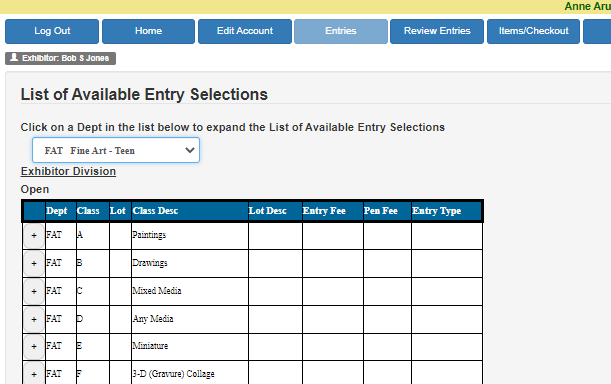 Anne Aru
Log Out Home Edit Account Entries Review Entries Items/Checkout
Exhibitor: Bob S Jones
List of Available Entry Selections
Click on a Dept in the list below to expand the List of Available Entry Selections
FAT Fine Art - Teen
Exhibitor Division
Open
Dept Class Lot Class Desc Lot Desc Entry Fee Pen Fee Entry Type
+ FAT A Paintings
+ FAT B Drawings
+ FAT C Mixed Media
+ FAT D Any Media
+ FAT E Miniature
+ FAT F 3-D (Gravure) Collage